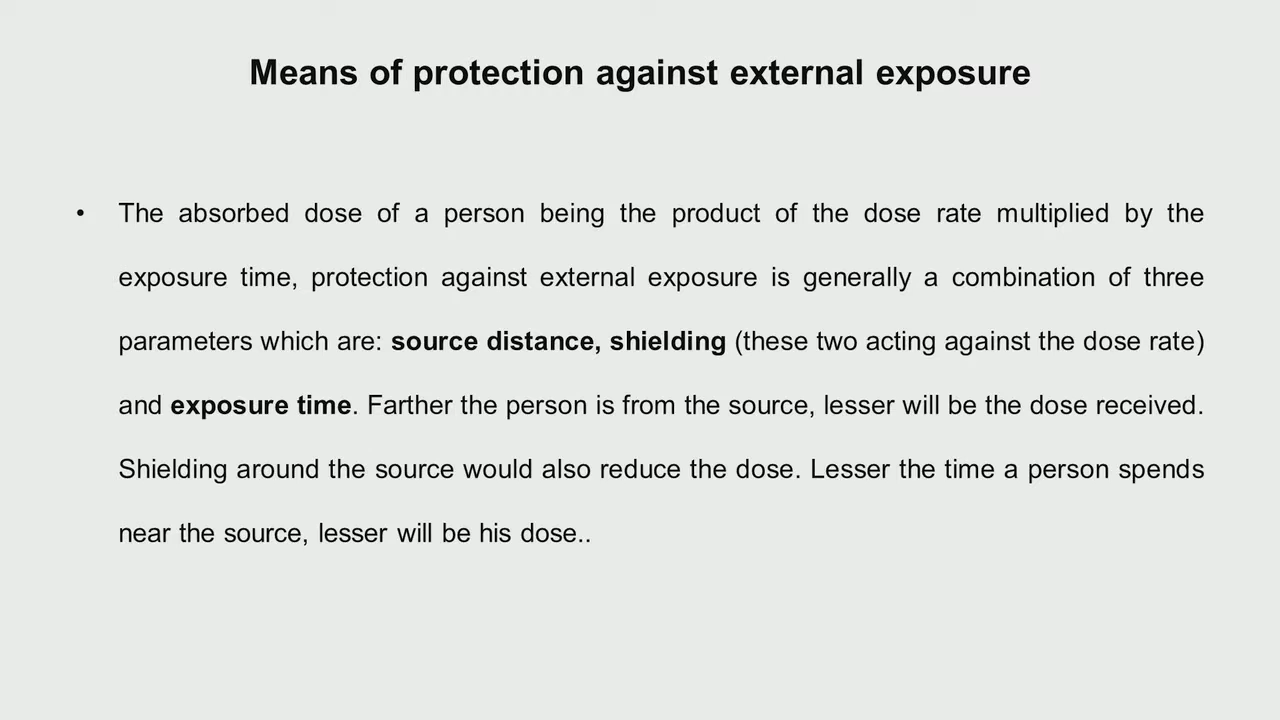 Means of protection against external exposure
• The absorbed dose of a person being the product of the dose rate multiplied by the
exposure time, protection against external exposure is generally a combination of three
parameters which are: source distance, shielding (these two acting against the dose rate)
and exposure time. Farther the person is from the source, lesser will be the dose received.
Shielding around the source would also reduce the dose. Lesser the time a person spends
near the source, lesser will be his dose..